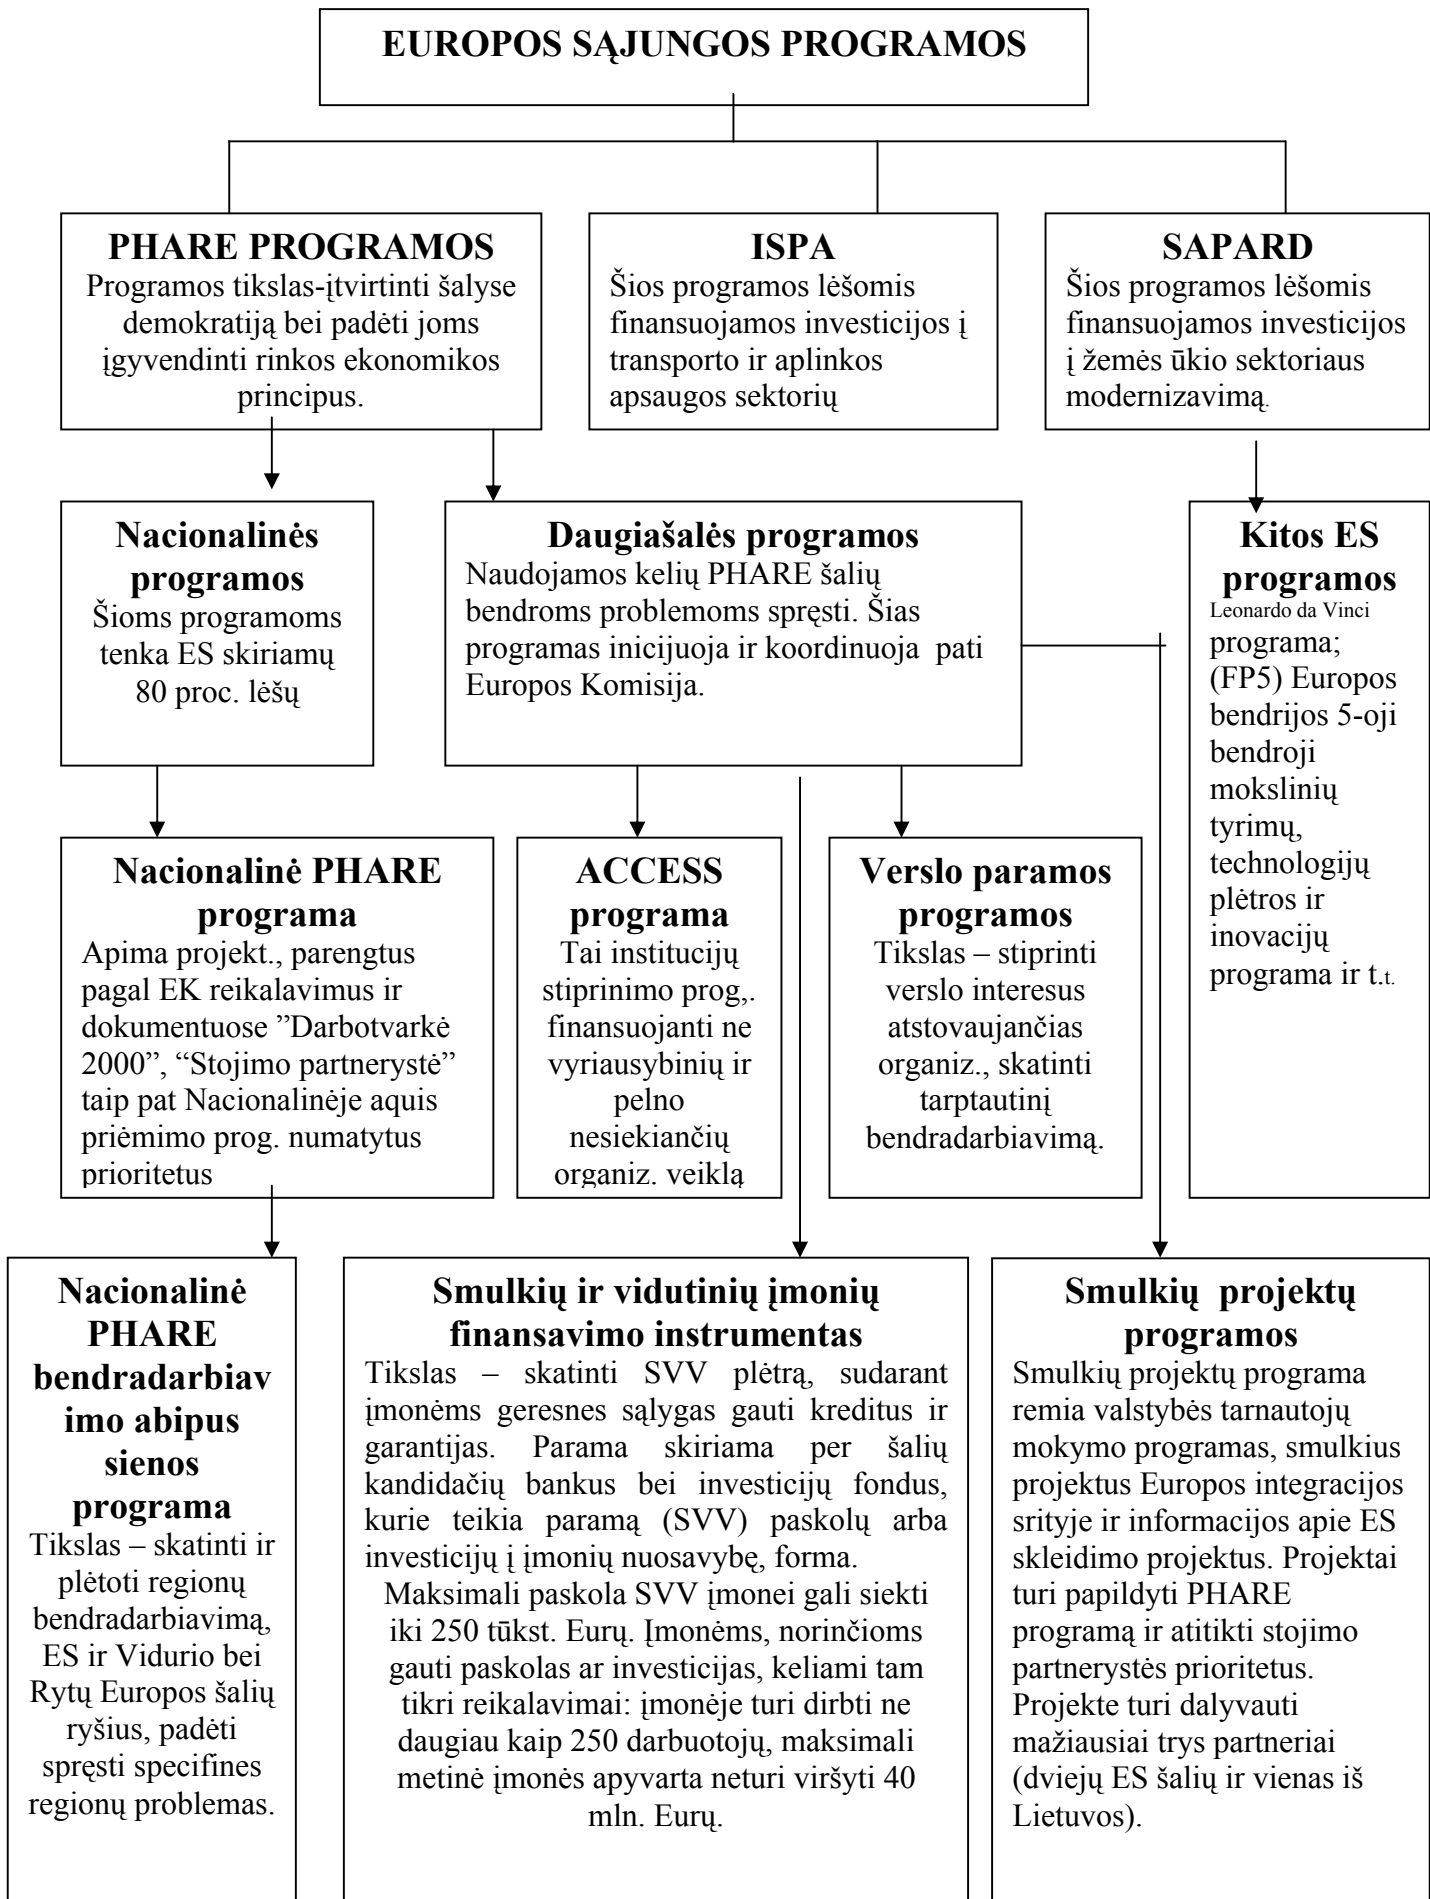 EUROPOS SĄJUNGOS PROGRAMOS
PHARE PROGRAMOS
Programos tikslas-įtvirtinti šalyse
demokratiją bei padėti joms
įgyvendinti rinkos ekonomikos
principus.
ISPA
Šios programos lėšomis
finansuojamos investicijos į
transporto ir aplinkos
apsaugos sektorių
SAPARD
Šios programos lėšomis
finansuojamos investicijos
į žemės ūkio sektoriaus
modernizavimą.
Nacionalinės
programos
Šioms programoms
tenka ES skiriamų
80 proc. lėšų
Daugiašalės programos
Naudojamos kelių PHARE šalių
bendroms problemoms spręsti. Šias
programas inicijuoja ir koordinuoja pati
Europos Komisija.
Kitos ES
programos
Leonardo da Vinci
programa;
(FP5) Europos
bendrijos 5-oji
bendroji
mokslinių
tyrimų,
technologijų
plėtros ir
inovacijų
programa ir t.t.
Nacionalinė PHARE
programa
Apima projekt., parengtus
pagal EK reikalavimus ir
dokumentuose ”Darbotvarkė
2000”, “Stojimo partnerystė”
taip pat Nacionalinėje aquis
priėmimo prog. numatytus
prioritetus
ACCESS
programa
Tai institucijų
stiprinimo prog,.
finansuojanti ne
vyriausybinių ir
pelno
nesiekiančių
organiz. veiklą
Verslo paramos
programos
Tikslas – stiprinti
verslo interesus
atstovaujančias
organiz., skatinti
tarptautinį
bendradarbiavimą.
Nacionalinė
PHARE
bendradarbiav
imo abipus
sienos
programa
Tikslas – skatinti ir
plėtoti regionų
bendradarbiavimą,
ES ir Vidurio bei
Rytų Europos šalių
ryšius, padėti
spręsti specifines
regionų problemas.
Smulkių ir vidutinių įmonių
finansavimo instrumentas
Tikslas – skatinti SVV plėtrą, sudarant
įmonėms geresnes sąlygas gauti kreditus ir
garantijas. Parama skiriama per šalių
kandidačių bankus bei investicijų fondus,
kurie teikia paramą (SVV) paskolų arba
investicijų į įmonių nuosavybę, forma.
Maksimali paskola SVV įmonei gali siekti
iki 250 tūkst. Eurų. Įmonėms, norinčioms
gauti paskolas ar investicijas, keliami tam
tikri reikalavimai: įmonėje turi dirbti ne
daugiau kaip 250 darbuotojų, maksimali
metinė įmonės apyvarta neturi viršyti 40
mln. Eurų.
Smulkių projektų
programos
Smulkių projektų programa
remia valstybės tarnautojų
mokymo programas, smulkius
projektus Europos integracijos
srityje ir informacijos apie ES
skleidimo projektus. Projektai
turi papildyti PHARE
programą ir atitikti stojimo
partnerystės prioritetus.
Projekte turi dalyvauti
mažiausiai trys partneriai
(dviejų ES šalių ir vienas iš
Lietuvos).